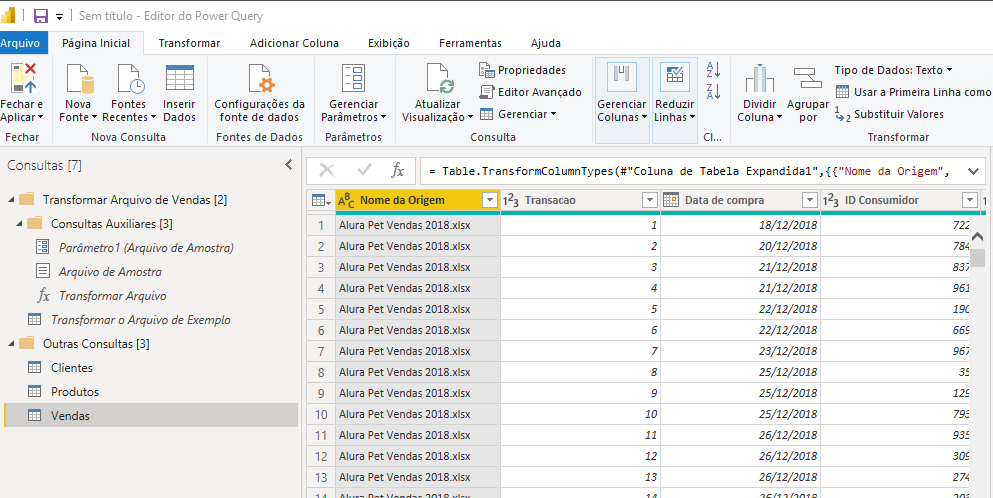 Sem título - Editor do Power Query
Arquivo Página Inicial Transformar Adicionar Coluna Exibição Ferramentas Ajuda
Fechar e Aplicar
Nova Fonte
Fontes Recentes
Inserir Dados
Configurações da fonte de dados
Gerenciar Parâmetros
Atualizar Visualização
Propriedades
Editor Avançado
Gerenciar
Gerenciar Colunas
Reduzir Linhas
Dividir Coluna
Agrupar por
Tipo de Dados: Texto
Usar a Primeira Linha como
Substituir Valores
Fechar Nova Consulta Fontes de Dados Parâmetros Consulta Cl... Transformar
Consultas [7]
Transformar Arquivo de Vendas [2]
Consultas Auxiliares [3]
Parâmetro1 (Arquivo de Amostra)
Arquivo de Amostra
fx Transformar Arquivo
Transformar o Arquivo de Exemplo
Outras Consultas [3]
Clientes
Produtos
Vendas
fx = Table.TransformColumnTypes(#"Coluna de Tabela Expandida1",{{"Nome da Origem",
ABC Nome da Origem 123 Transacao Data de compra 123 ID Consumidor
1 Alura Pet Vendas 2018.xlsx 1 18/12/2018 722
2 Alura Pet Vendas 2018.xlsx 2 20/12/2018 784
3 Alura Pet Vendas 2018.xlsx 3 21/12/2018 837
4 Alura Pet Vendas 2018.xlsx 4 21/12/2018 961
5 Alura Pet Vendas 2018.xlsx 5 22/12/2018 190
6 Alura Pet Vendas 2018.xlsx 6 22/12/2018 669
7 Alura Pet Vendas 2018.xlsx 7 23/12/2018 967
8 Alura Pet Vendas 2018.xlsx 8 25/12/2018 35
9 Alura Pet Vendas 2018.xlsx 9 25/12/2018 129
10 Alura Pet Vendas 2018.xlsx 10 25/12/2018 793
11 Alura Pet Vendas 2018.xlsx 11 26/12/2018 935
12 Alura Pet Vendas 2018.xlsx 12 26/12/2018 309
13 Alura Pet Vendas 2018.xlsx 13 26/12/2018 274
14 Alura Pet Vendas 2018.xlsx 14 26/12/2018